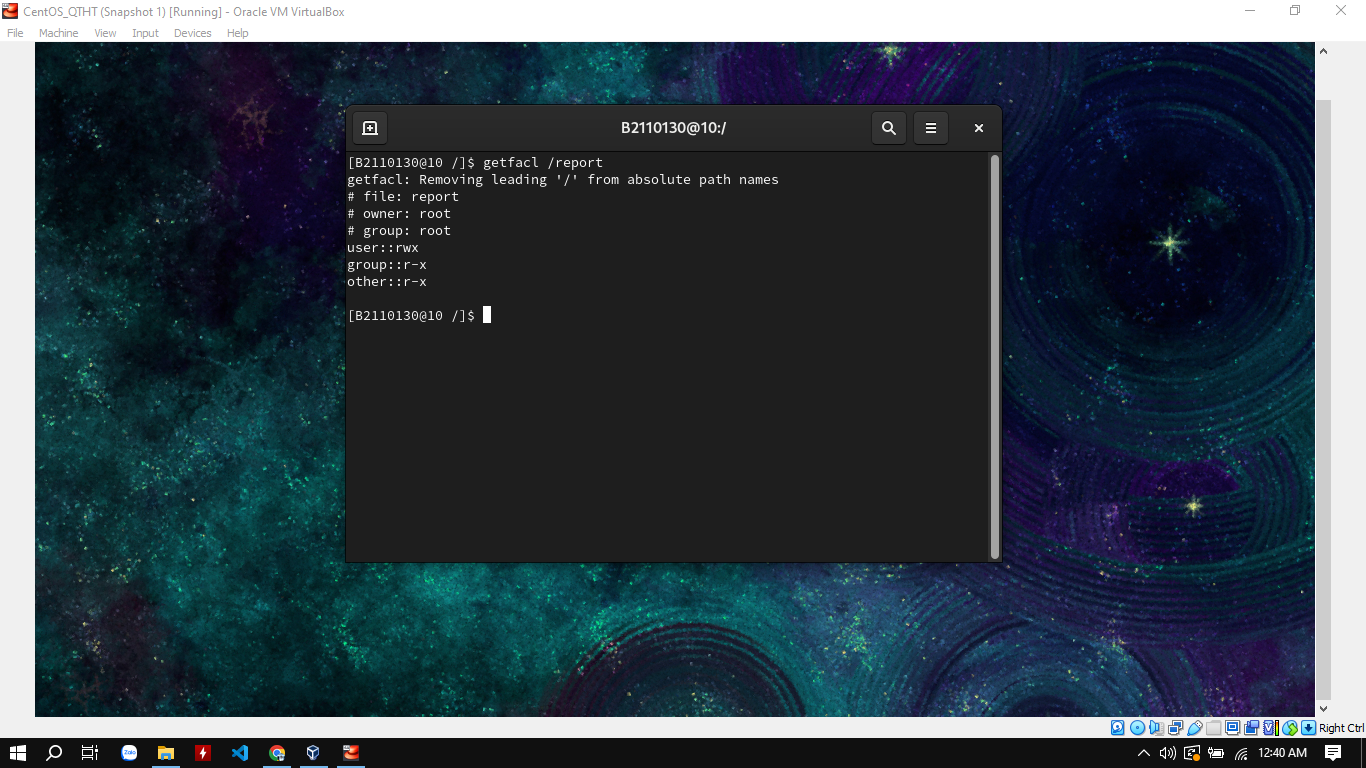 CentOS_QTHT (Snapshot 1) [Running] - Oracle VM VirtualBox
File Machine View Input Devices Help
B2110130@10:/
[B2110130@10 /]$ getfacl /report
getfacl: Removing leading '/' from absolute path names
# file: report
# owner: root
# group: root
user::rwx
group::r-x
other::r-x
[B2110130@10 /]$
Right Ctrl
Zalo
12:40 AM